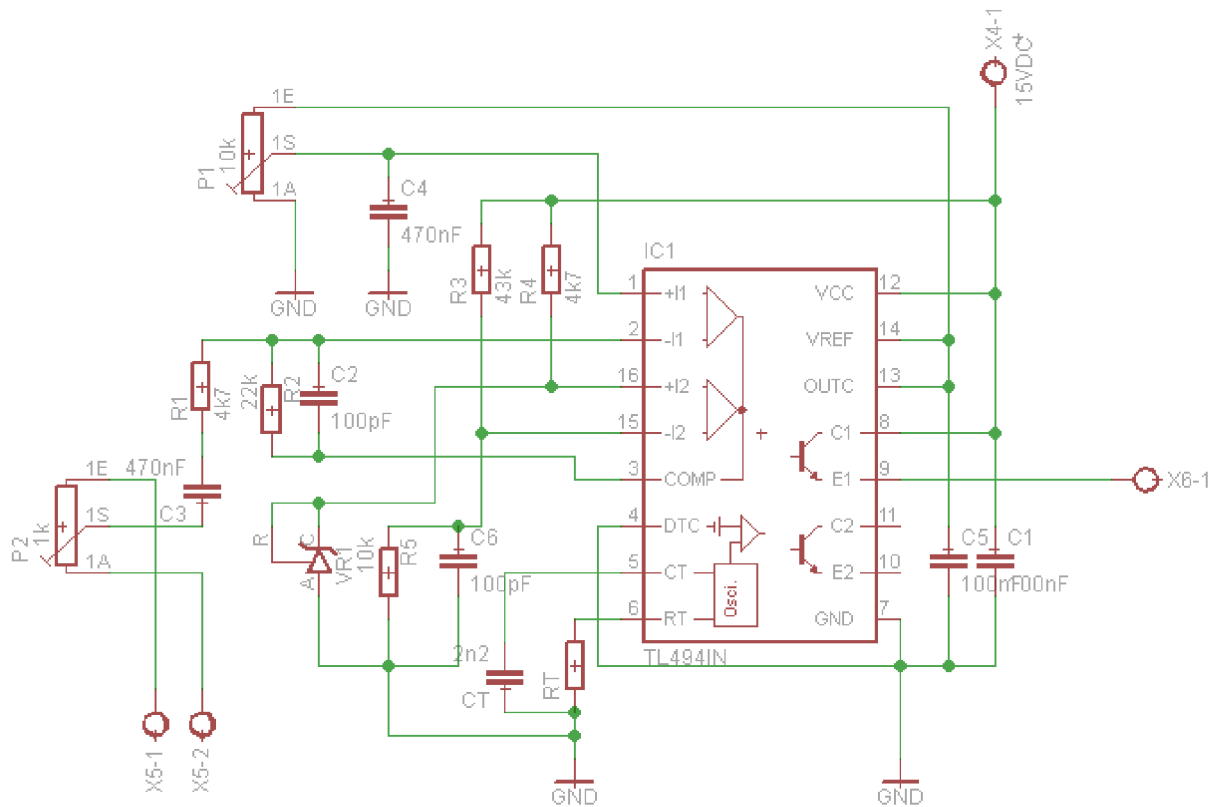 X4-1
15VDC+
1E
1S
1A
P1
10k
C4
470nF
GND
GND
R3
43k
R4
4k7
IC1
1 +I1 VCC 12
2 -I1 VREF 14
16 +I2 OUTC 13
15 -I2 C1 8
3 COMP E1 9
4 DTC C2 11
5 CT E2 10
6 RT GND 7
Osci.
TL494IN
R1
4k7
22k
R2
C2
100pF
470nF
C3
1E
1S
1A
P2
1k
R
C
A
VR1
10k
R5
C6
100pF
2n2
CT
RT
C5
C1
100nF
100nF
X6-1
X5-1
X5-2
GND
GND